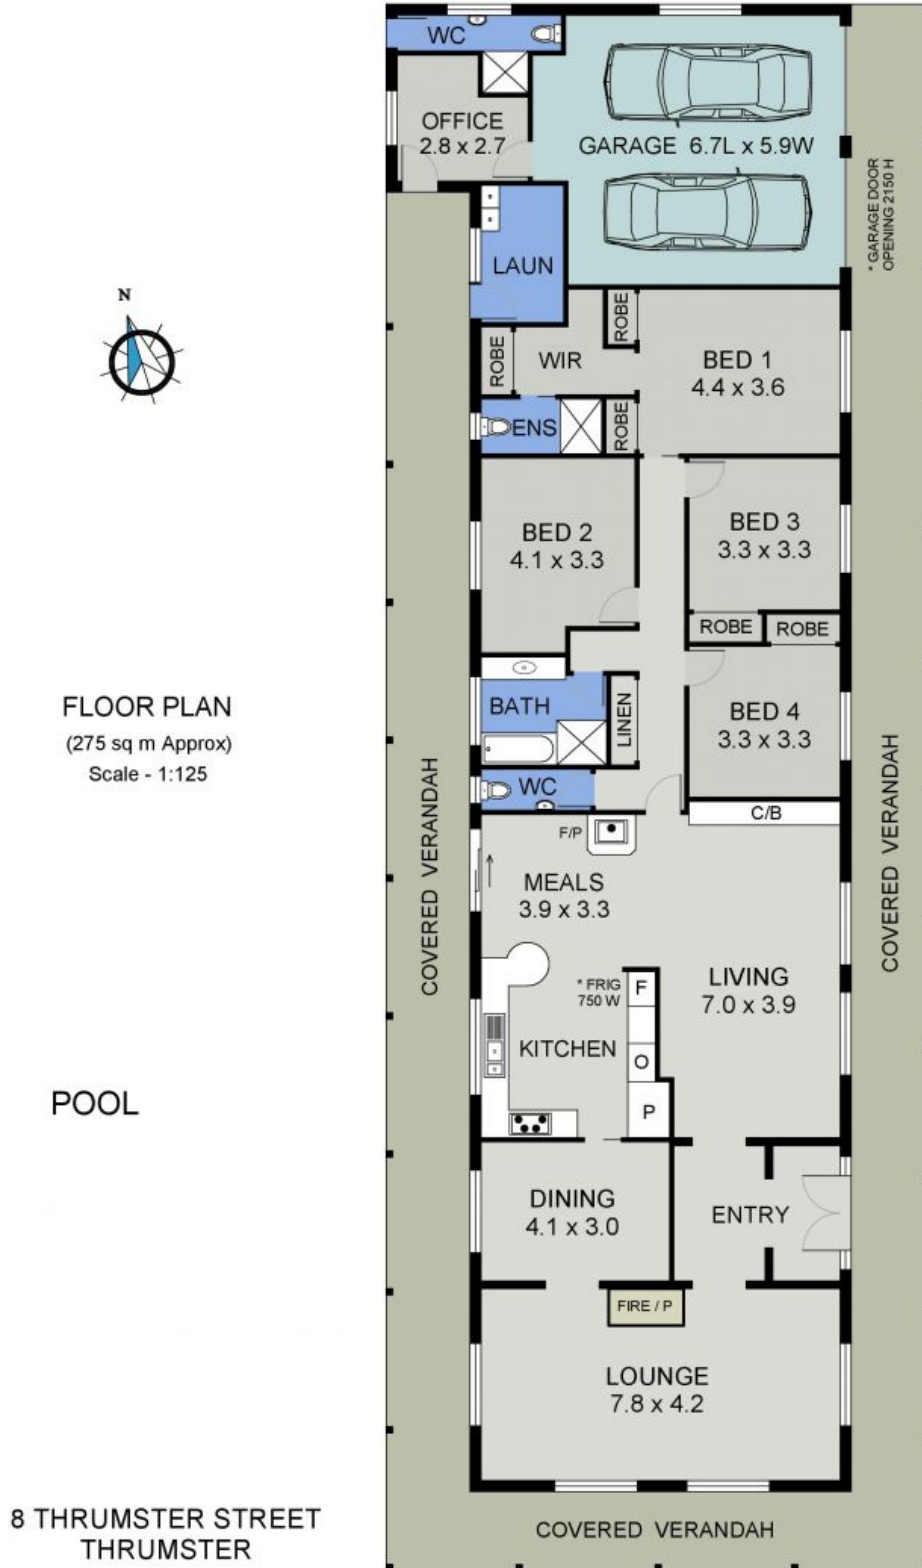 WC
OFFICE
2.8 x 2.7
GARAGE 6.7L x 5.9W
* GARAGE DOOR
OPENING 2150 H
LAUN
N
ROBE
WIR
ROBE
BED 1
4.4 x 3.6
ENS
ROBE
BED 2
4.1 x 3.3
BED 3
3.3 x 3.3
ROBE
ROBE
FLOOR PLAN
(275 sq m Approx)
Scale - 1:125
BATH
LINEN
BED 4
3.3 x 3.3
WC
C/B
F/P
COVERED VERANDAH
COVERED VERANDAH
MEALS
3.9 x 3.3
* FRIG
750 W
F
LIVING
7.0 x 3.9
KITCHEN
O
P
POOL
DINING
4.1 x 3.0
ENTRY
FIRE / P
LOUNGE
7.8 x 4.2
8 THRUMSTER STREET
THRUMSTER
COVERED VERANDAH